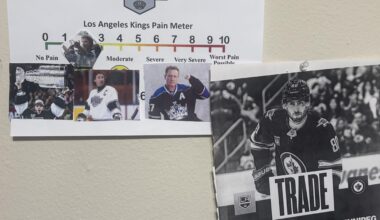 Los Angeles Kings Pain Meter
0 1 2 3 4 5 6 7 8 9 10
No Pain Moderate Severe Very Severe Worst Pain
Possible
TRADE